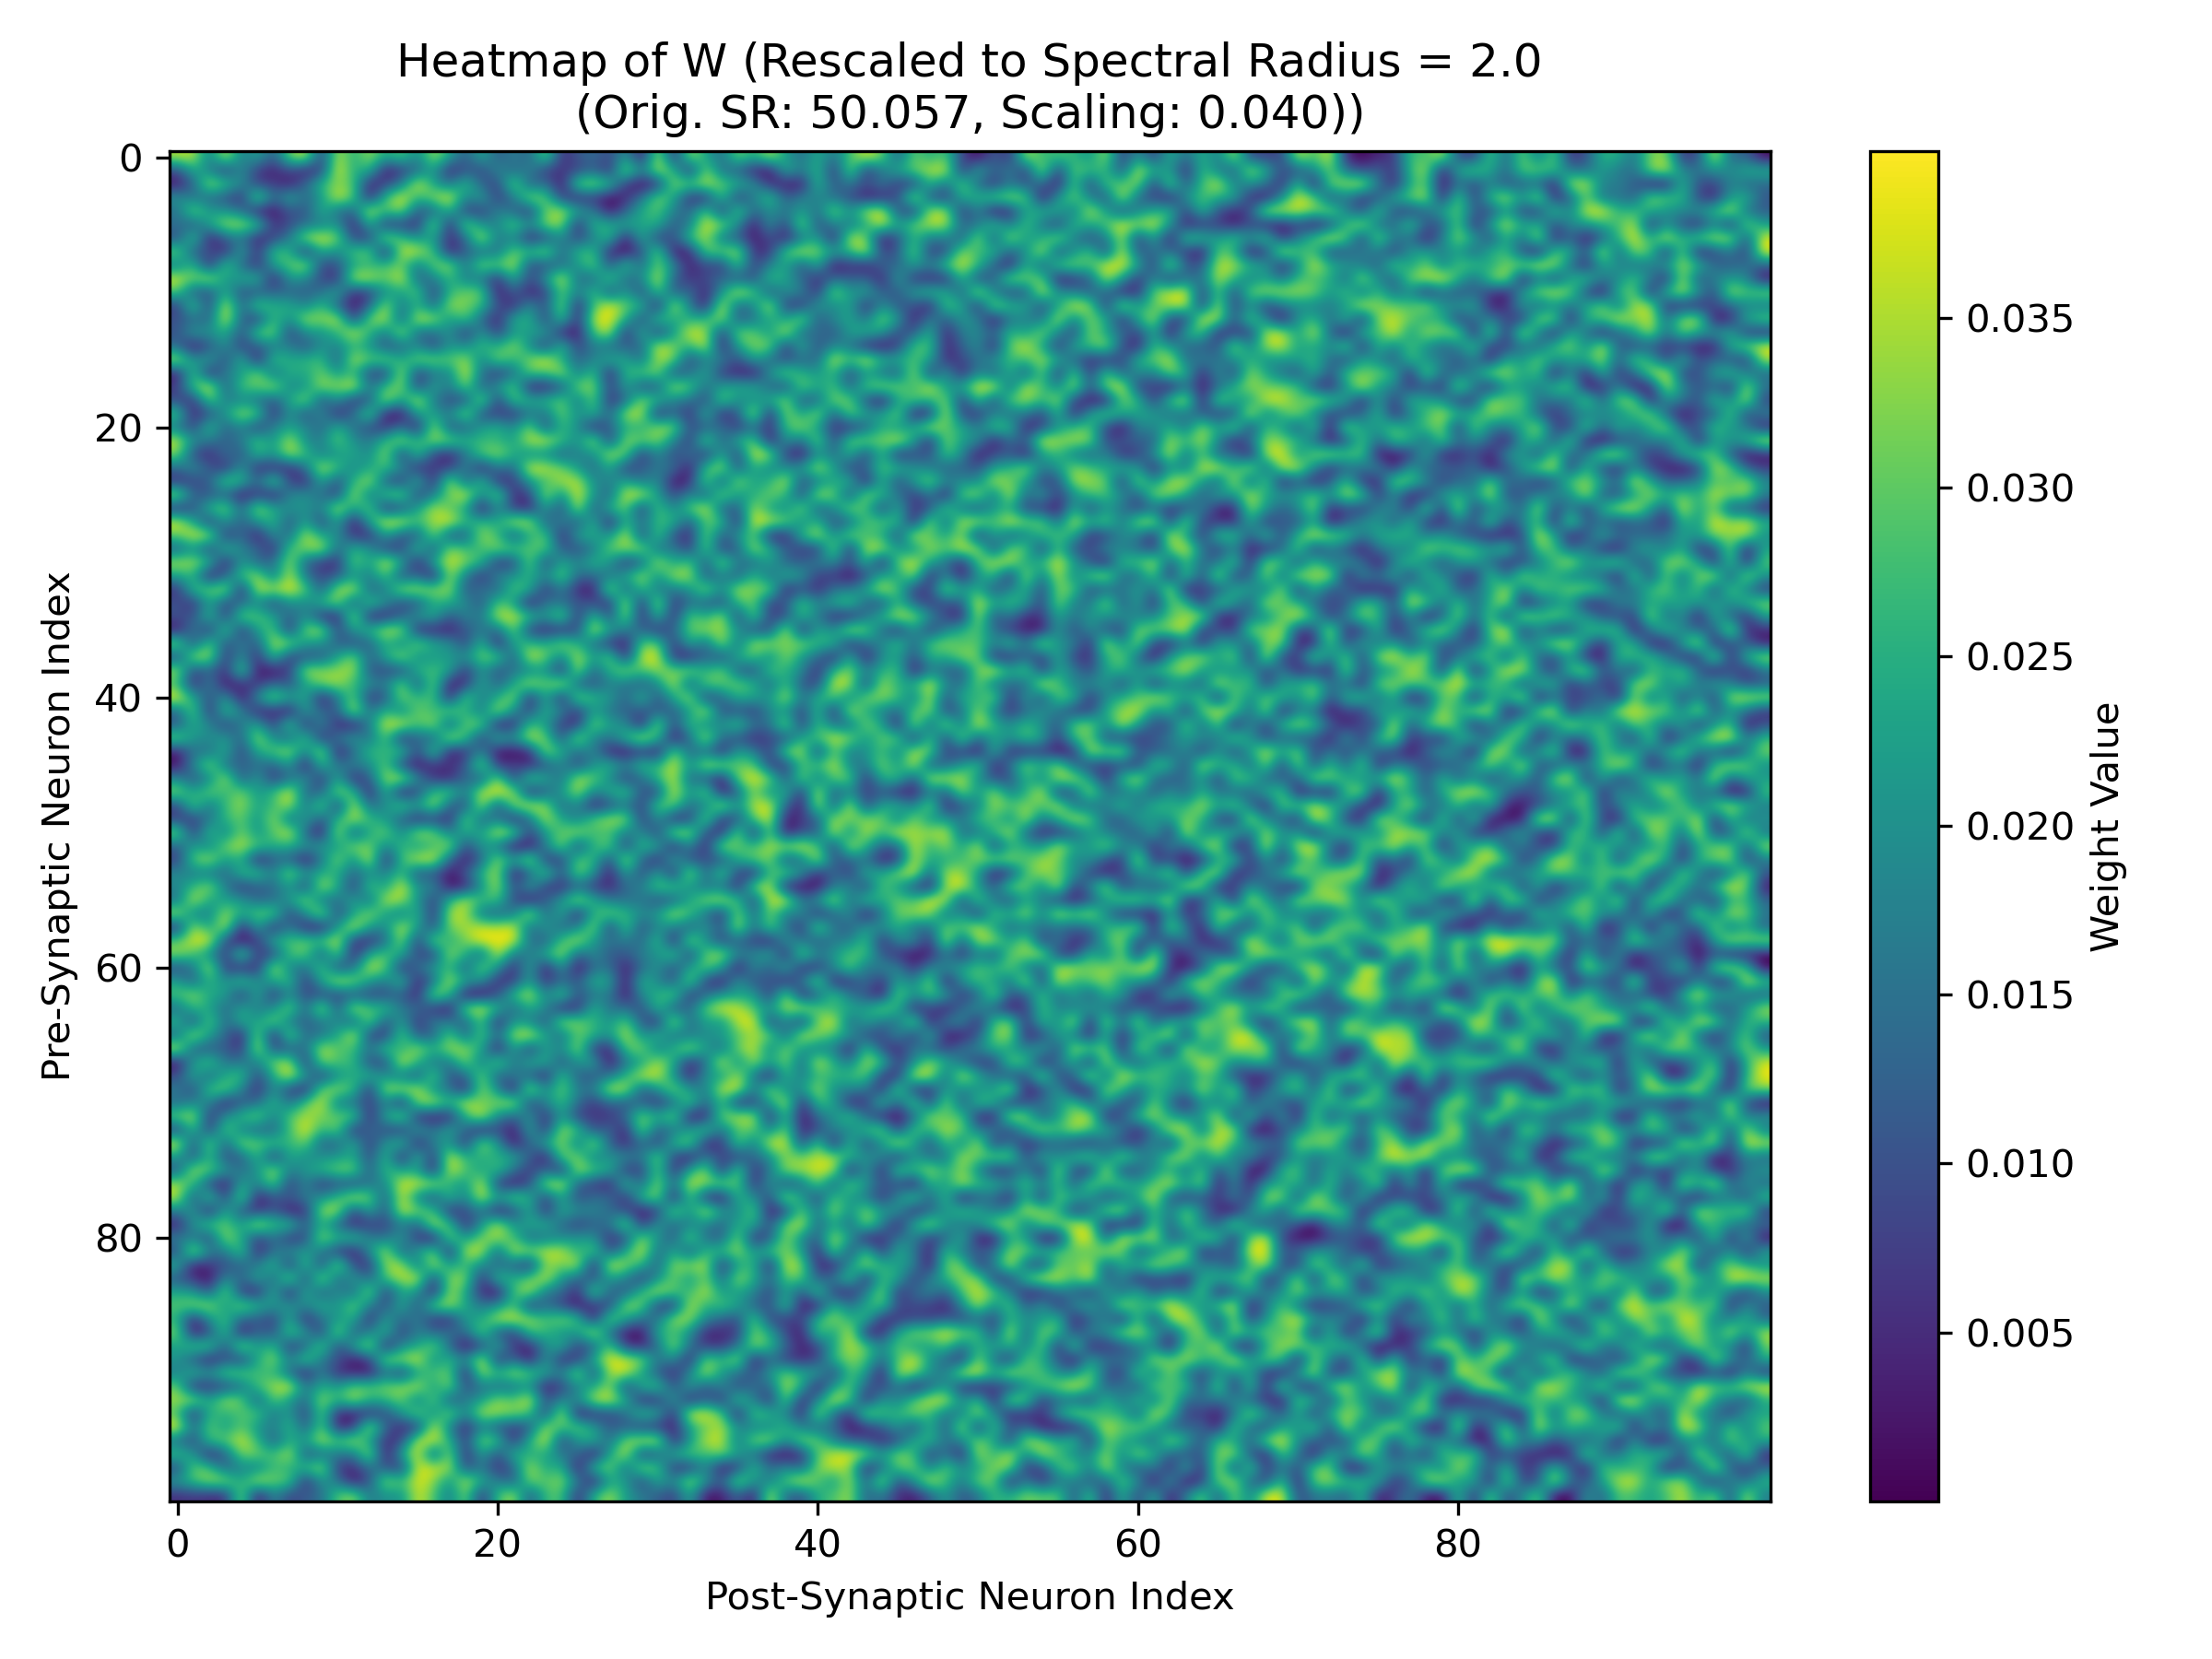 Heatmap of W (Rescaled to Spectral Radius = 2.0
(Orig. SR: 50.057, Scaling: 0.040))
0
20
40
60
80
Pre-Synaptic Neuron Index
0 20 40 60 80
Post-Synaptic Neuron Index
0.035
0.030
0.025
0.020
0.015
0.010
0.005
Weight Value